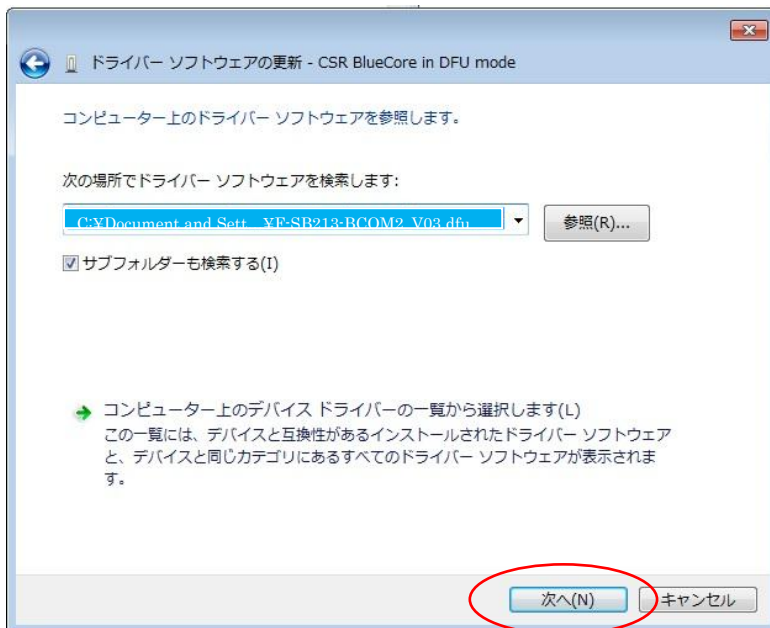 ドライバー ソフトウェアの更新 - CSR BlueCore in DFU mode
コンピューター上のドライバー ソフトウェアを参照します。
次の場所でドライバー ソフトウェアを検索します:
C:¥Document and Sett ¥F-SB213-BCOM2_V03.dfu
参照(R)...
サブフォルダーも検索する(I)
コンピューター上のデバイス ドライバーの一覧から選択します(L)
この一覧には、デバイスと互換性があるインストールされたドライバー ソフトウェア
と、デバイスと同じカテゴリにあるすべてのドライバー ソフトウェアが表示されま
す。
次へ(N)
キャンセル